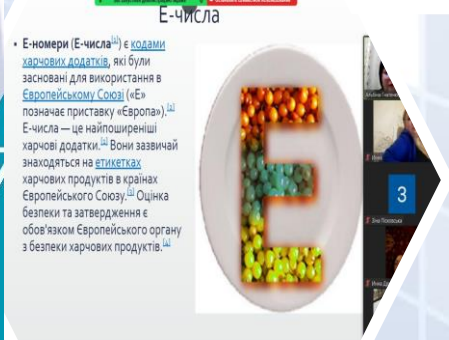 Е-числа
• Е-номери (Е-числа[1]) є кодами
харчових додатків, які були
засновані для використання в
Європейському Союзі («Е»
позначає приставку «Європа»).[2]
Е-числа — це найпоширеніші
харчові додатки.[2] Вони зазвичай
знаходяться на етикетках
харчових продуктів в країнах
Європейського Союзу.[3] Оцінка
безпеки та затвердження є
обов'язком Європейського органу
з безпеки харчових продуктів.[4]
E
З